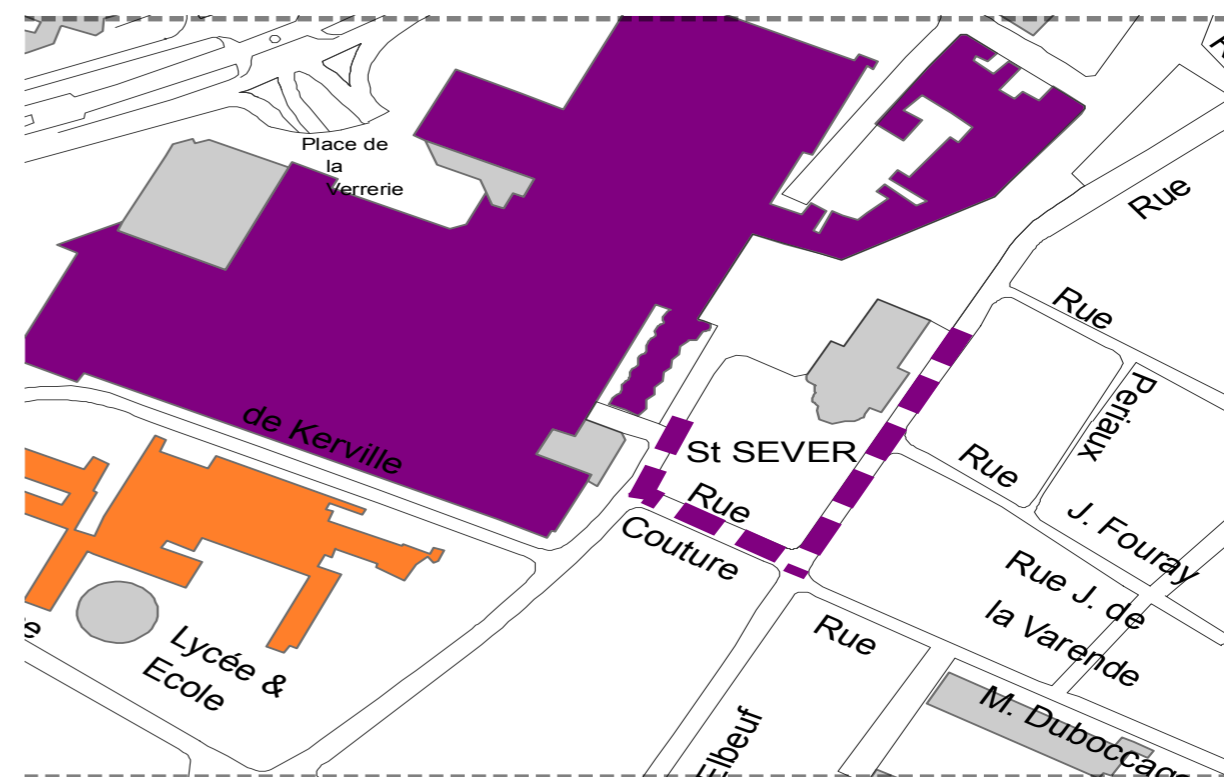 Place de
la
Verrerie
Rue
Rue
Periaux
de Kerville
St SEVER
Rue
Rue
Couture
J. Fouray
Rue J. de
la Varende
Rue
Lycée &
Ecole
M. Duboccage
Elbeuf